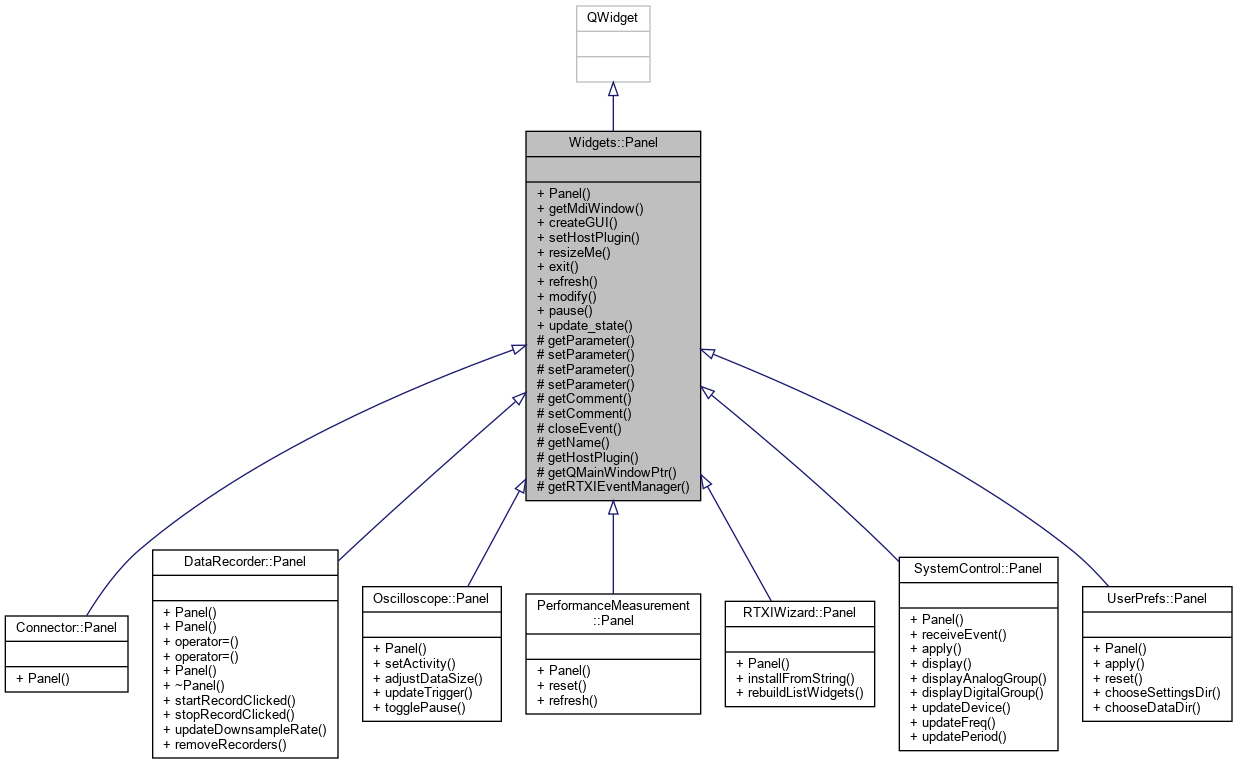 QWidget
Widgets::Panel
+ Panel()
+ getMdiWindow()
+ createGUI()
+ setHostPlugin()
+ resizeMe()
+ exit()
+ refresh()
+ modify()
+ pause()
+ update_state()
# getParameter()
# setParameter()
# setParameter()
# setParameter()
# getComment()
# setComment()
# closeEvent()
# getName()
# getHostPlugin()
# getQMainWindowPtr()
# getRTXIEventManager()
Connector::Panel
+ Panel()
DataRecorder::Panel
+ Panel()
+ Panel()
+ operator=()
+ operator=()
+ Panel()
+ ~Panel()
+ startRecordClicked()
+ stopRecordClicked()
+ updateDownsampleRate()
+ removeRecorders()
Oscilloscope::Panel
+ Panel()
+ setActivity()
+ adjustDataSize()
+ updateTrigger()
+ togglePause()
PerformanceMeasurement
::Panel
+ Panel()
+ reset()
+ refresh()
RTXIWizard::Panel
+ Panel()
+ installFromString()
+ rebuildListWidgets()
SystemControl::Panel
+ Panel()
+ receiveEvent()
+ apply()
+ display()
+ displayAnalogGroup()
+ displayDigitalGroup()
+ updateDevice()
+ updateFreq()
+ updatePeriod()
UserPrefs::Panel
+ Panel()
+ apply()
+ reset()
+ chooseSettingsDir()
+ chooseDataDir()